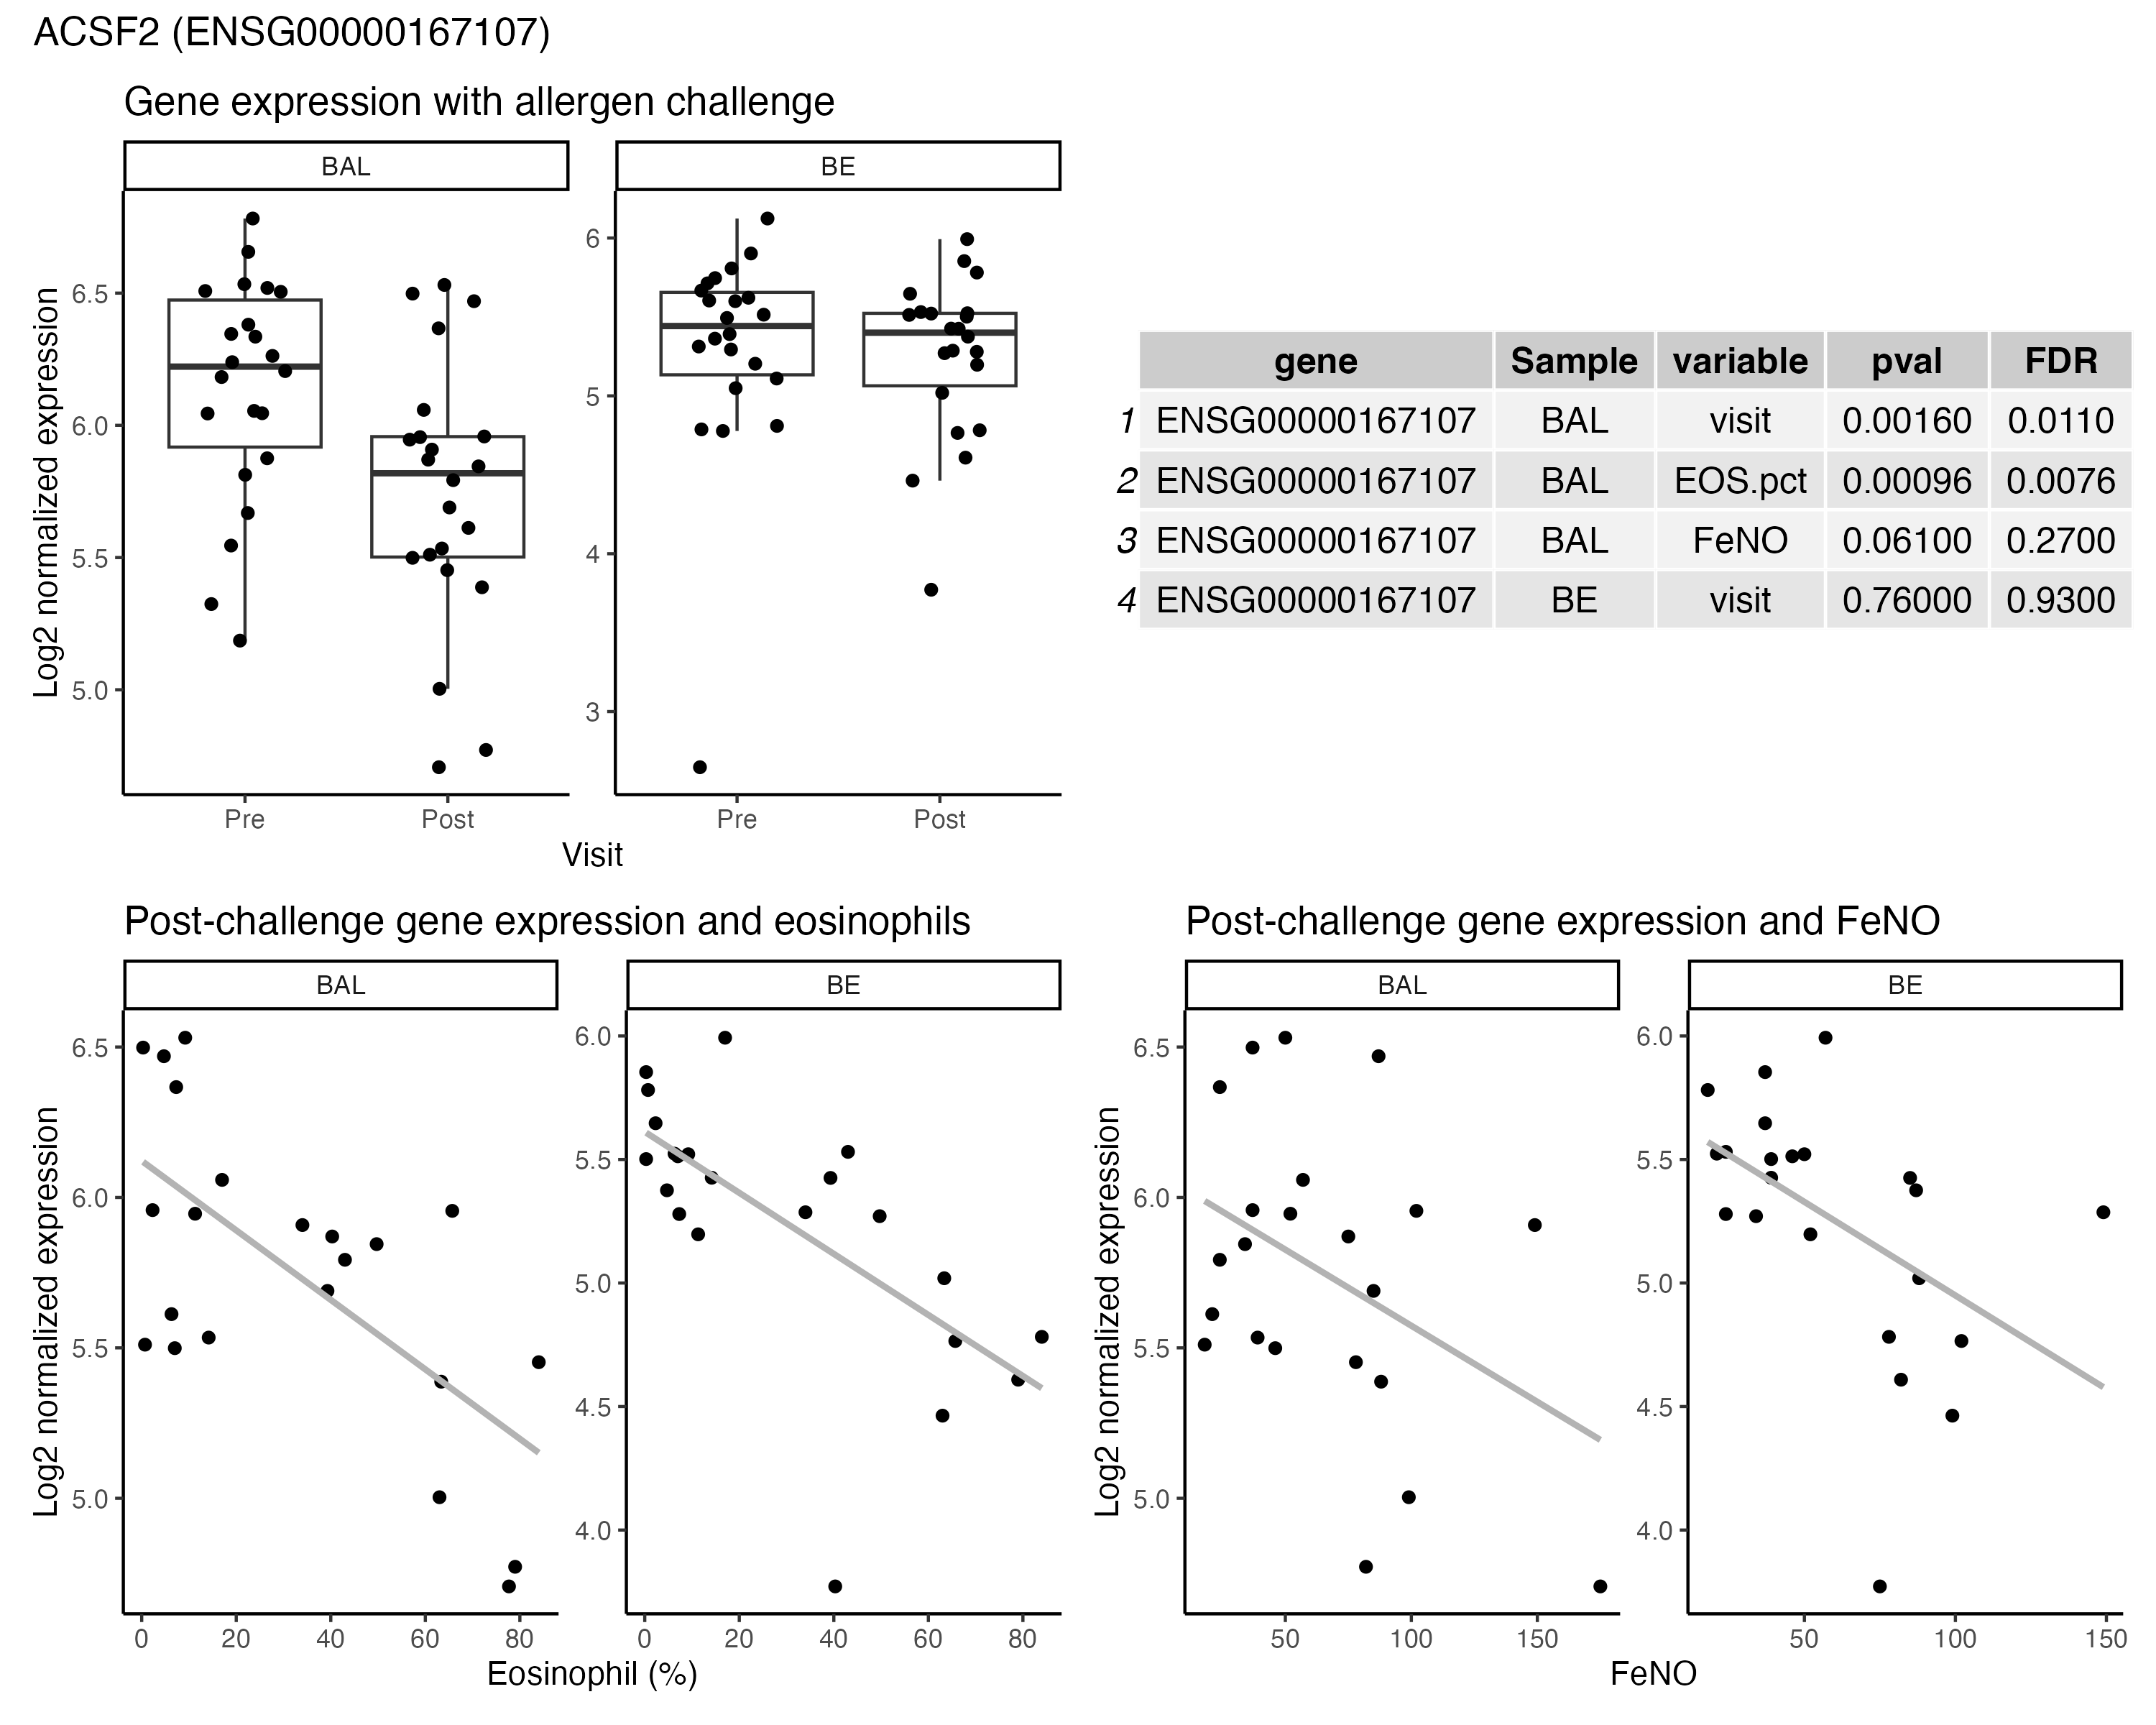 ACSF2 (ENSG00000167107)
Gene expression with allergen challenge
BAL
BE
Log2 normalized expression
6.5
6.0
5.5
5.0
6
5
4
3
Pre
Post
Pre
Post
Visit
gene Sample variable pval FDR
1 ENSG00000167107 BAL visit 0.00160 0.0110
2 ENSG00000167107 BAL EOS.pct 0.00096 0.0076
3 ENSG00000167107 BAL FeNO 0.06100 0.2700
4 ENSG00000167107 BE visit 0.76000 0.9300
Post-challenge gene expression and eosinophils
BAL
BE
Log2 normalized expression
6.5
6.0
5.5
5.0
6.0
5.5
5.0
4.5
4.0
0 20 40 60 80
0 20 40 60 80
Eosinophil (%)
Post-challenge gene expression and FeNO
BAL
BE
Log2 normalized expression
6.5
6.0
5.5
5.0
6.0
5.5
5.0
4.5
4.0
50 100 150
50 100 150
FeNO